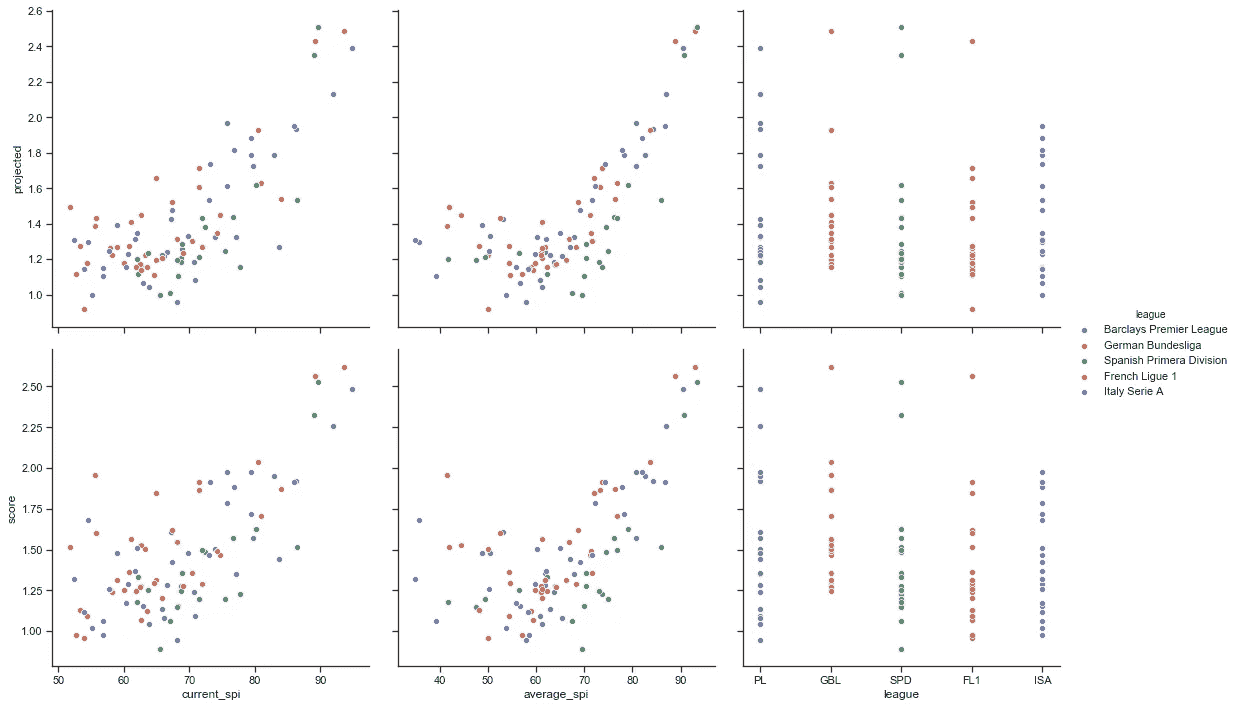 2.6
2.4
2.2
2.0
1.8
1.6
1.4
1.2
1.0
projected
league
Barclays Premier League
German Bundesliga
Spanish Primera Division
French Ligue 1
Italy Serie A
2.50
2.25
2.00
1.75
1.50
1.25
1.00
score
50 60 70 80 90
current_spi
40 50 60 70 80 90
average_spi
PL GBL SPD FL1 ISA
league